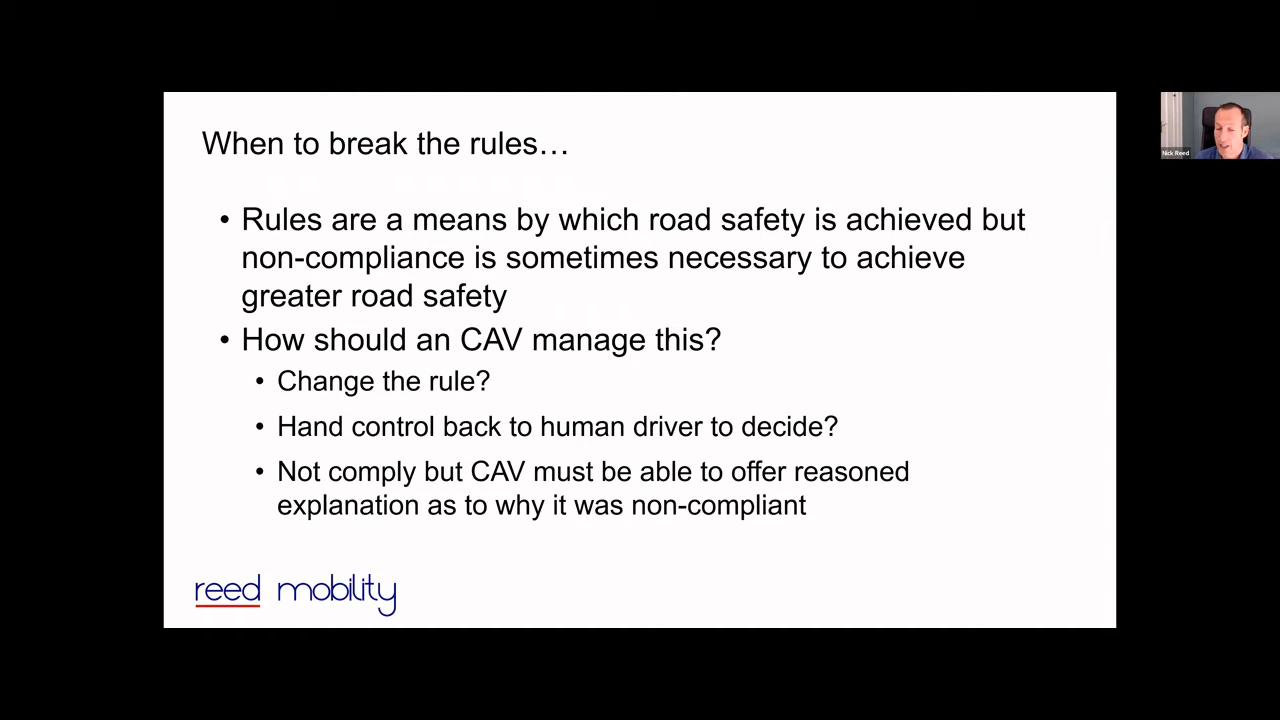 When to break the rules…
• Rules are a means by which road safety is achieved but
non-compliance is sometimes necessary to achieve
greater road safety
• How should an CAV manage this?
• Change the rule?
• Hand control back to human driver to decide?
• Not comply but CAV must be able to offer reasoned
explanation as to why it was non-compliant
reed mobility
Nick Reed